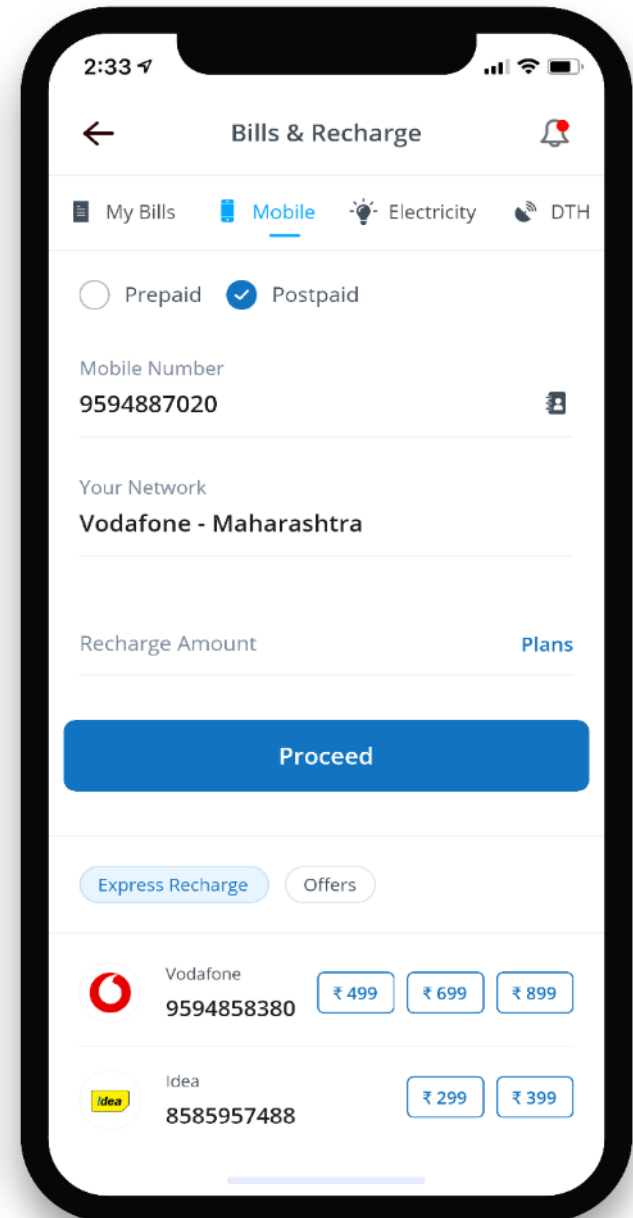 2:33
Bills & Recharge
My Bills Mobile Electricity DTH
Prepaid Postpaid
Mobile Number
9594887020
Your Network
Vodafone - Maharashtra
Recharge Amount Plans
Proceed
Express Recharge Offers
Vodafone
9594858380 ₹ 499 ₹ 699 ₹ 899
Idea
!dea
8585957488 ₹ 299 ₹ 399